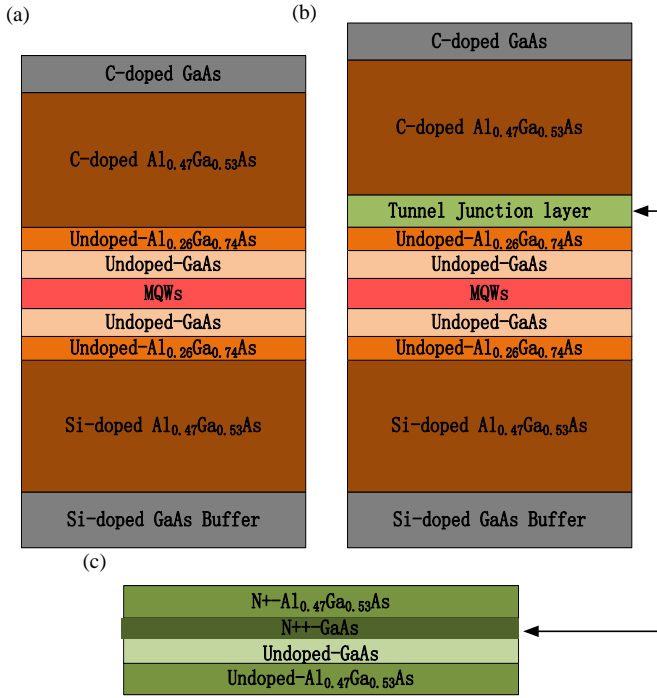 (a)
C-doped GaAs
C-doped Al0.47Ga0.53As
Undoped-Al0.26Ga0.74As
Undoped-GaAs
MQWs
Undoped-GaAs
Undoped-Al0.26Ga0.74As
Si-doped Al0.47Ga0.53As
Si-doped GaAs Buffer
(b)
C-doped GaAs
C-doped Al0.47Ga0.53As
Tunnel Junction layer
Undoped-Al0.26Ga0.74As
Undoped-GaAs
MQWs
Undoped-GaAs
Undoped-Al0.26Ga0.74As
Si-doped Al0.47Ga0.53As
Si-doped GaAs Buffer
(c)
N+-Al0.47Ga0.53As
N++-GaAs
Undoped-GaAs
Undoped-Al0.47Ga0.53As